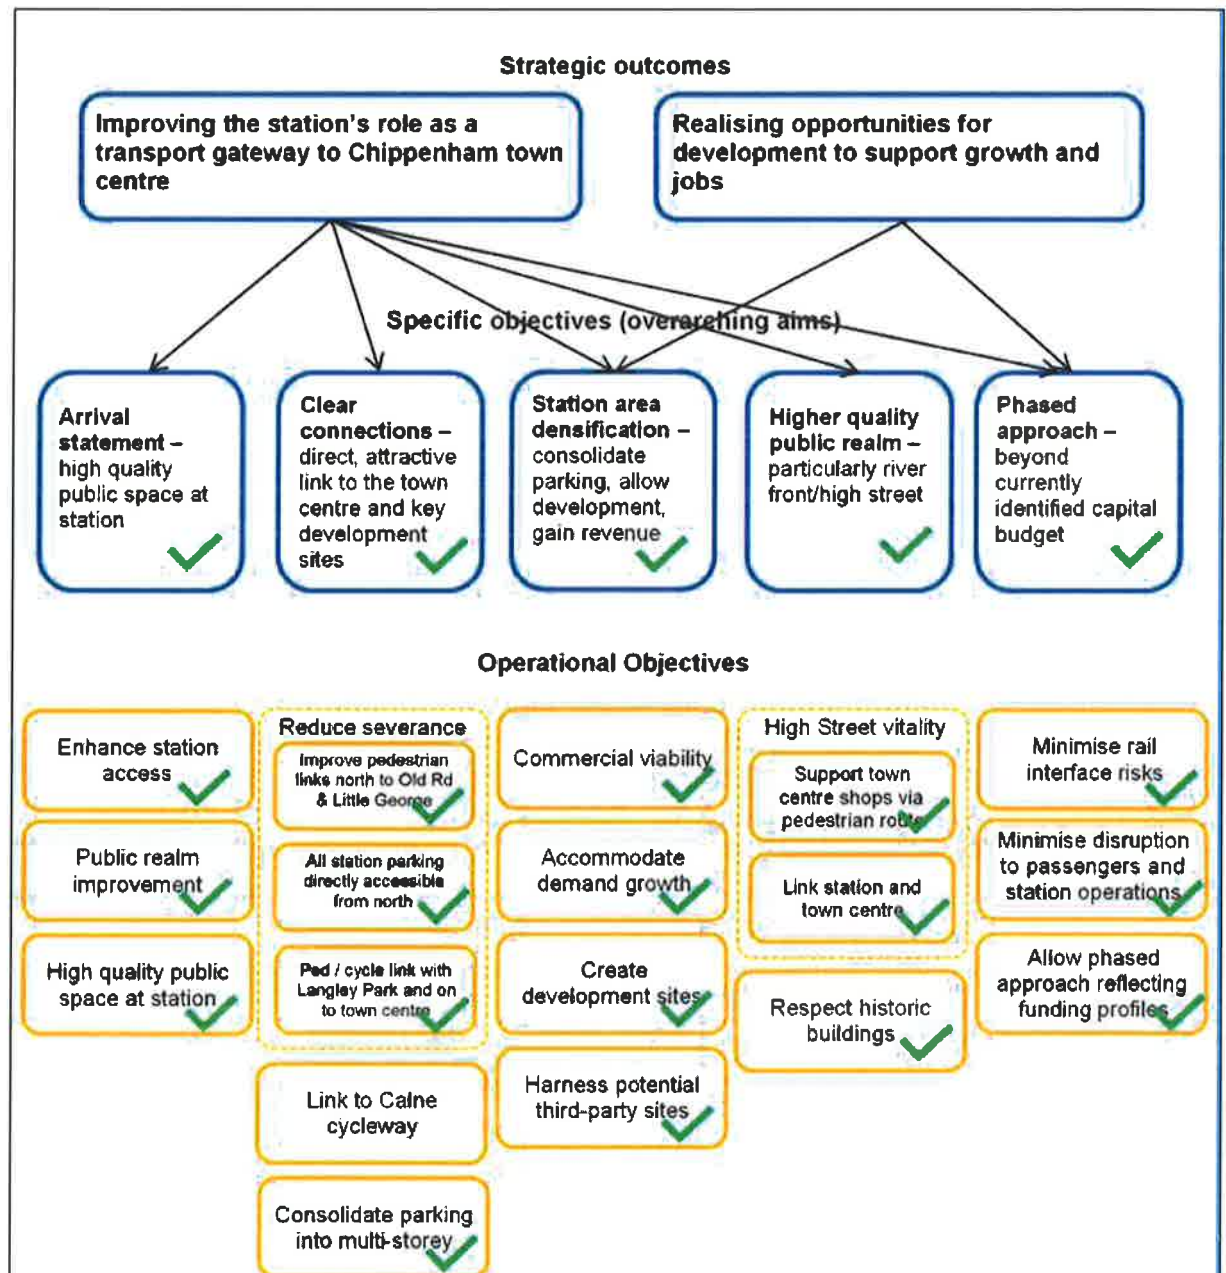 Strategic outcomes
Improving the station's role as a
transport gateway to Chippenham town
centre
Realising opportunities for
development to support growth and
jobs
Specific objectives (overarching aims)
Arrival
statement –
high quality
public space at
station
Clear
connections –
direct, attractive
link to the town
centre and key
development
sites
Station area
densification –
consolidate
parking, allow
development,
gain revenue
Higher quality
public realm –
particularly river
front/high street
Phased
approach –
beyond
currently
identified capital
budget
Operational Objectives
Enhance station
access
Public realm
improvement
High quality public
space at station
Reduce severance
Improve pedestrian
links north to Old Rd
& Little George
All station parking
directly accessible
from north
Ped / cycle link with
Langley Park and on
to town centre
Link to Calne
cycleway
Consolidate parking
into multi-storey
Commercial viability
Accommodate
demand growth
Create
development sites
Harness potential
third-party sites
High Street vitality
Support town
centre shops via
pedestrian route
Link station and
town centre
Respect historic
buildings
Minimise rail
interface risks
Minimise disruption
to passengers and
station operations
Allow phased
approach reflecting
funding profiles